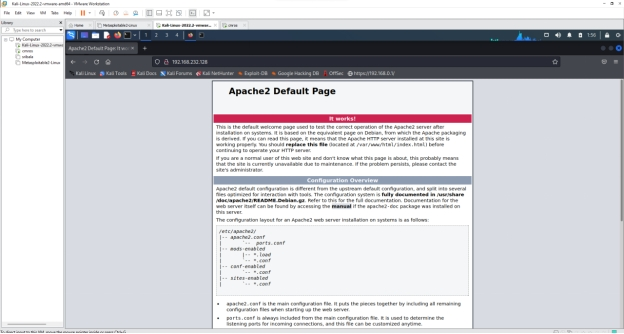 Kali-Linux-2022.2-vmware-amd64 - VMware Workstation
File Edit View VM Tabs Help
Library
Type here to search
My Computer
Kali-Linux-2022.2-vmwar
Metasploitable2-Linux
Home
Metasploitable2-Linux
Kali-Linux-2022.2-vmware...
1 2 3 4
1:56
Apache2 Default Page: It wor
192.168.232.128
Kali Linux Kali Tools Kali Docs Kali Forums Kali NetHunter Exploit-DB Google Hacking DB OffSec https://192.168.0.1/
Apache2 Default Page
It works!
This is the default welcome page used to test the correct operation of the Apache2 server after
installation on systems. It is based on the equivalent page on Debian, from which the Apache packaging
is derived. If you can read this page, it means that the Apache HTTP server installed at this site is
working properly. You should replace this file (located at /var/www/html/index.html) before
continuing to operate your HTTP server.
If you are a normal user of this web site and don't know what this page is about, this probably means
that the site is currently unavailable due to maintenance. If the problem persists, please contact the
site's administrator.
Configuration Overview
Apache2 default configuration is different from the upstream default configuration, and split into several
files optimized for interaction with tools. The configuration system is fully documented in /usr/share
/doc/apache2/README.Debian.gz. Refer to this for the full documentation. Documentation for the
web server itself can be found by accessing the manual if the apache2-doc package was installed on
this server.
The configuration layout for an Apache2 web server installation on systems is as follows:
/etc/apache2/
|-- apache2.conf
|       `-- ports.conf
|-- mods-enabled
|       |-- *.load
|       `-- *.conf
|-- conf-enabled
|       `-- *.conf
|-- sites-enabled
|       `-- *.conf
• apache2.conf is the main configuration file. It puts the pieces together by including all remaining
configuration files when starting up the web server.
• ports.conf is always included from the main configuration file. It is used to determine the
listening ports for incoming connections, and this file can be customized anytime.